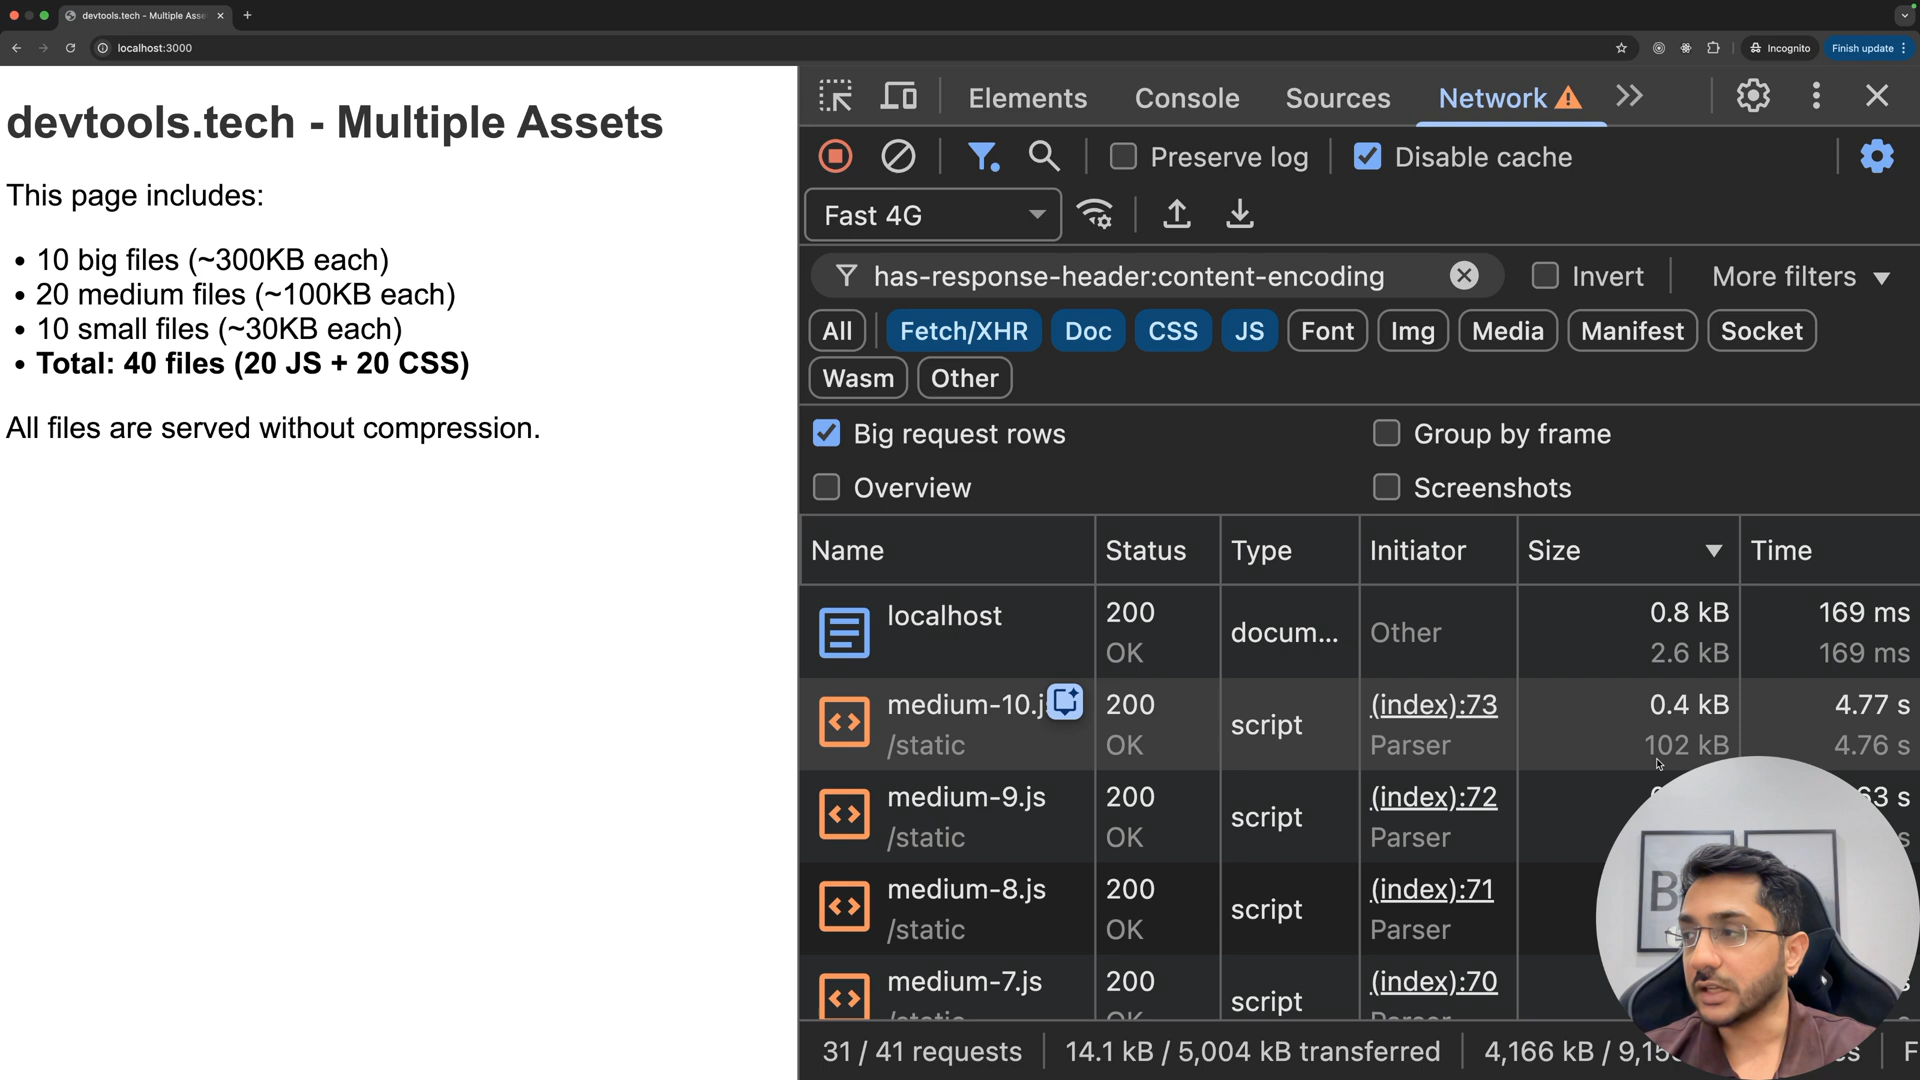 devtools.tech - Multiple Asse
localhost:3000
Incognito
Finish update
devtools.tech - Multiple Assets
This page includes:
• 10 big files (~300KB each)
• 20 medium files (~100KB each)
• 10 small files (~30KB each)
• Total: 40 files (20 JS + 20 CSS)
All files are served without compression.
Elements Console Sources Network
Preserve log Disable cache
Fast 4G
has-response-header:content-encoding Invert More filters
All Fetch/XHR Doc CSS JS Font Img Media Manifest Socket
Wasm Other
Big request rows Group by frame
Overview Screenshots
Name Status Type Initiator Size Time
localhost 200 OK docum... Other 0.8 kB 2.6 kB 169 ms 169 ms
medium-10.j 200 (index):73 0.4 kB 4.77 s
/static OK script Parser 102 kB 4.76 s
medium-9.js 200 (index):72
/static OK script Parser
medium-8.js 200 (index):71
/static OK script Parser
medium-7.js 200 script (index):70
31 / 41 requests 14.1 kB / 5,004 kB transferred 4,166 kB /